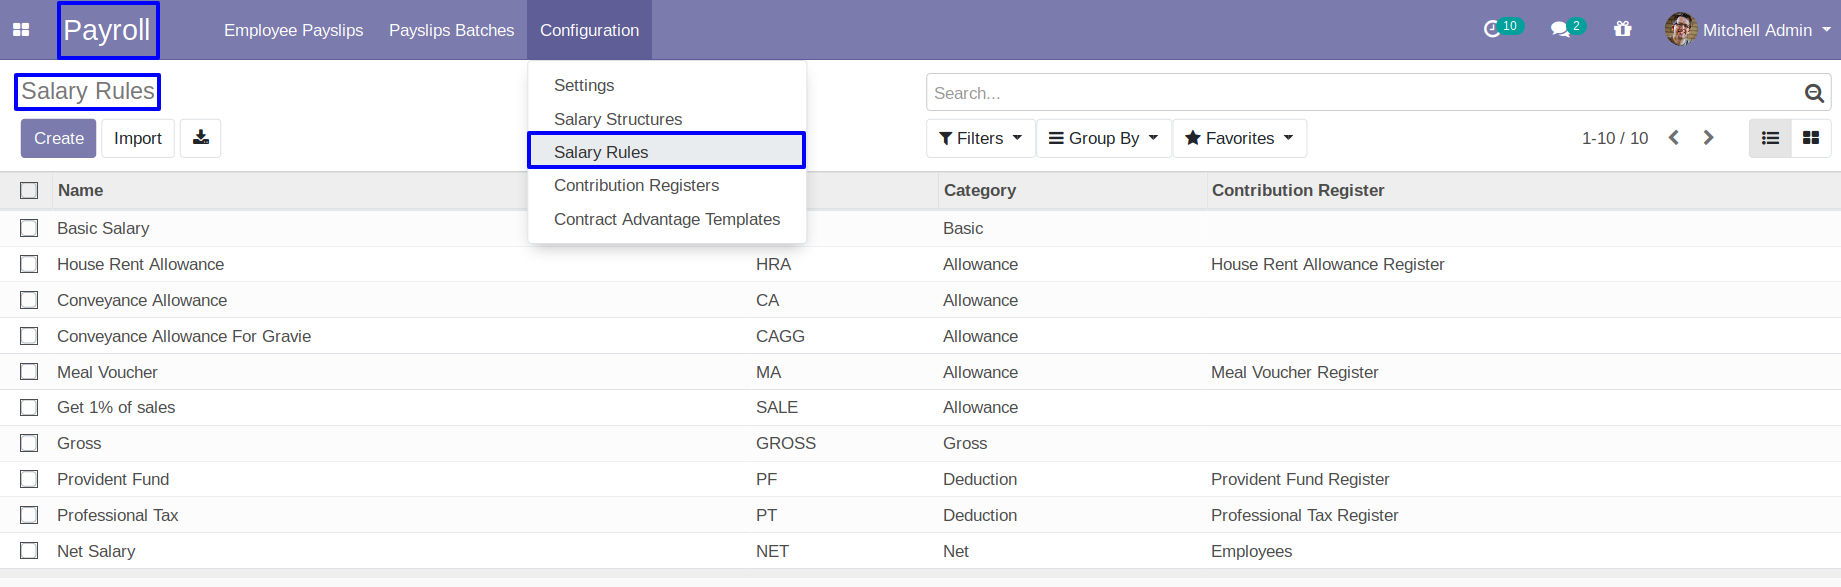 Payroll Employee Payslips Payslips Batches Configuration 10 2 Mitchell Admin
Salary Rules
Search...
Create Import
Filters Group By Favorites 1-10 / 10
Settings
Salary Structures
Salary Rules
Contribution Registers
Contract Advantage Templates
Name Category Contribution Register
Basic Salary Basic
House Rent Allowance HRA Allowance House Rent Allowance Register
Conveyance Allowance CA Allowance
Conveyance Allowance For Gravie CAGG Allowance
Meal Voucher MA Allowance Meal Voucher Register
Get 1% of sales SALE Allowance
Gross GROSS Gross
Provident Fund PF Deduction Provident Fund Register
Professional Tax PT Deduction Professional Tax Register
Net Salary NET Net Employees